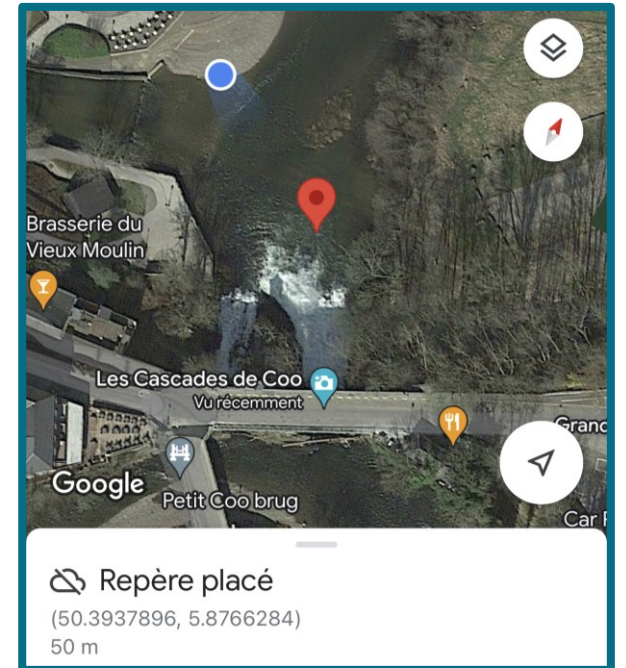 Brasserie du
Vieux Moulin
Les Cascades de Coo
Vu récemment
Grand
Google
Petit Coo brug
Car
Repère placé
(50.3937896, 5.8766284)
50 m